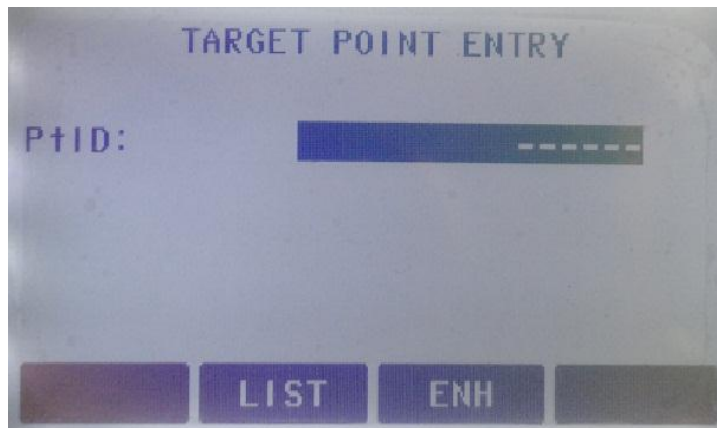 TARGET POINT ENTRY
PtID: ------
LIST ENH